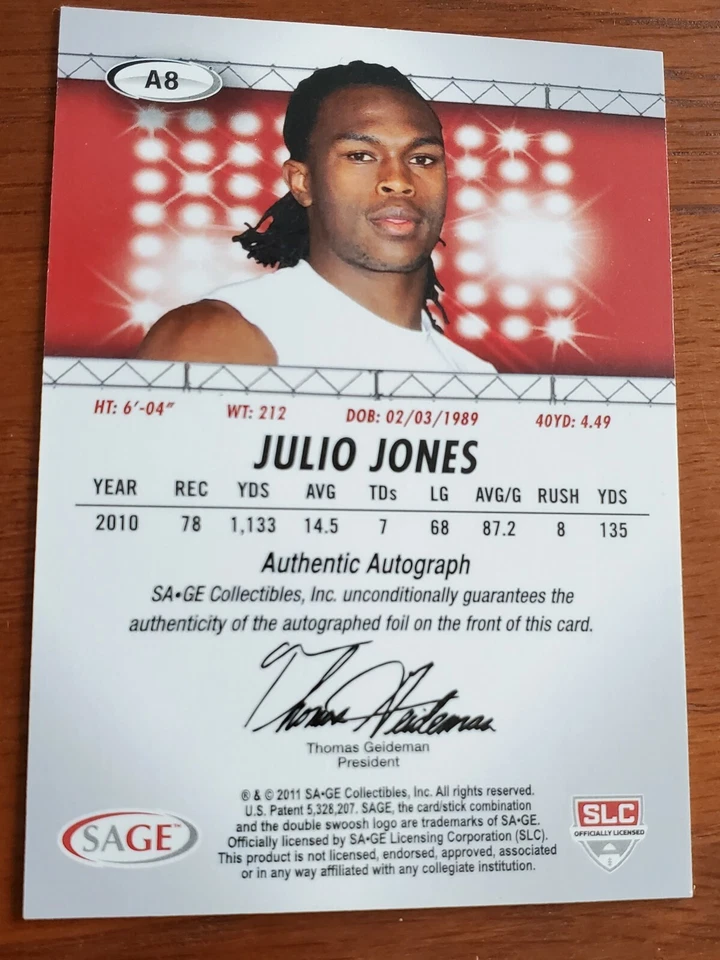 A8
HT: 6'-04" WT: 212 DOB: 02/03/1989 40YD: 4.49
JULIO JONES
YEAR REC YDS AVG TDs LG AVG/G RUSH YDS
2010 78 1,133 14.5 7 68 87.2 8 135
Authentic Autograph
SA•GE Collectibles, Inc. unconditionally guarantees the
authenticity of the autographed foil on the front of this card.
Thomas Geideman
Thomas Geideman
President
® & © 2011 SA•GE Collectibles, Inc. All rights reserved.
U.S. Patent 5,328,207. SAGE, the card/stick combination
and the double swoosh logo are trademarks of SA•GE.
Officially licensed by SA•GE Licensing Corporation (SLC).
This product is not licensed, endorsed, approved, associated
or in any way affiliated with any collegiate institution.
SAGE™
SLC
OFFICIALLY LICENSED